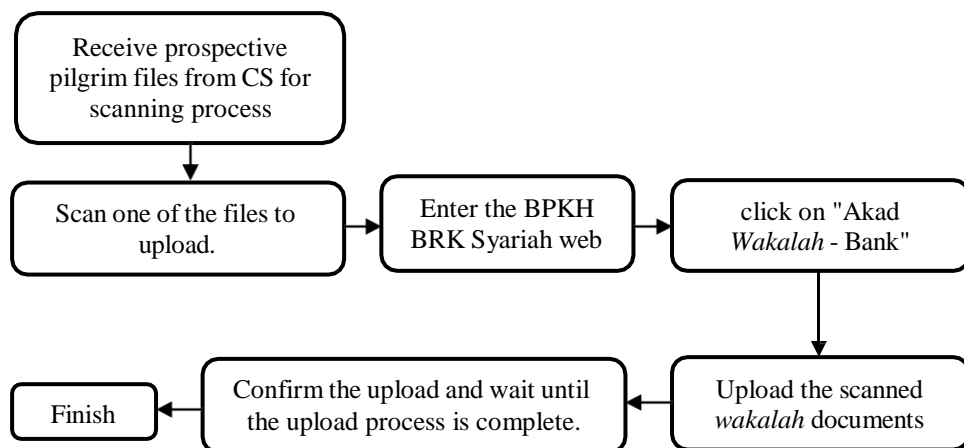 Receive prospective
pilgrim files from CS for
scanning process
Scan one of the files to
upload.
Enter the BPKH
BRK Syariah web
click on "Akad
Wakalah - Bank"
Upload the scanned
wakalah documents
Confirm the upload and wait until
the upload process is complete.
Finish